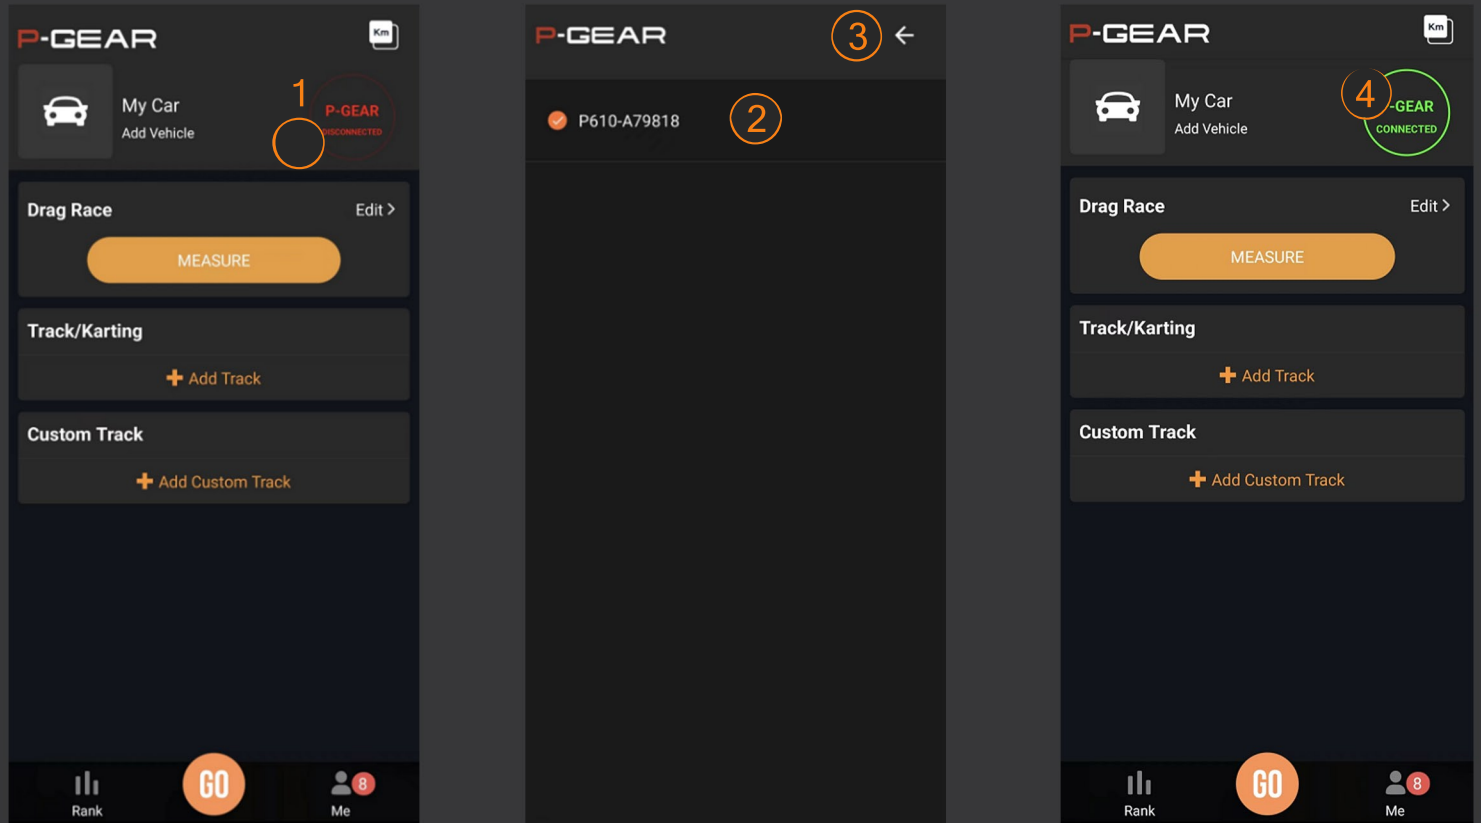 P-GEAR
Km
My Car
Add Vehicle
1
P-GEAR
DISCONNECTED
Drag Race
Edit >
MEASURE
Track/Karting
+ Add Track
Custom Track
+ Add Custom Track
Rank
GO
8
Me
P-GEAR
3
P610-A79818
2
P-GEAR
Km
My Car
Add Vehicle
4
-GEAR
CONNECTED
Drag Race
Edit >
MEASURE
Track/Karting
+ Add Track
Custom Track
+ Add Custom Track
Rank
GO
8
Me